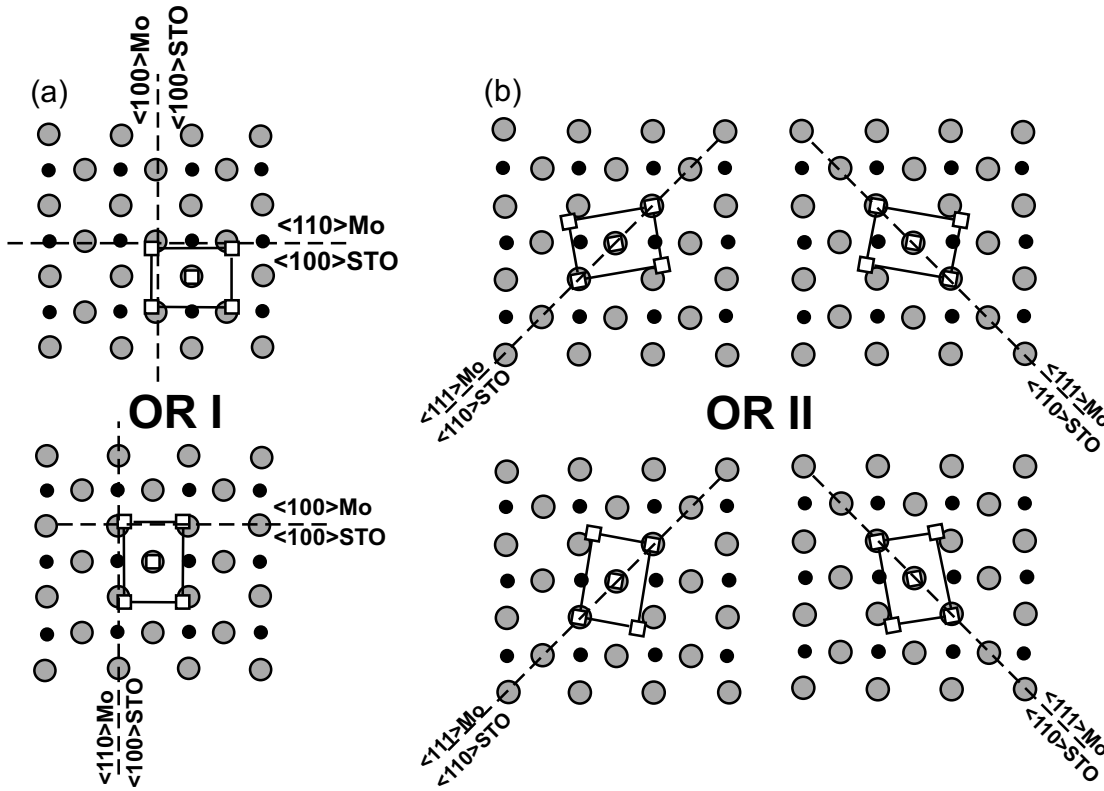 (a)
<100>Mo
<100>STO
<110>Mo
<100>STO
(b)
<111>Mo
<110>STO
<111>Mo
<110>STO
OR I
OR II
<100>Mo
<100>STO
<110>Mo
<100>STO
<111>Mo
<110>STO
<111>Mo
<110>STO